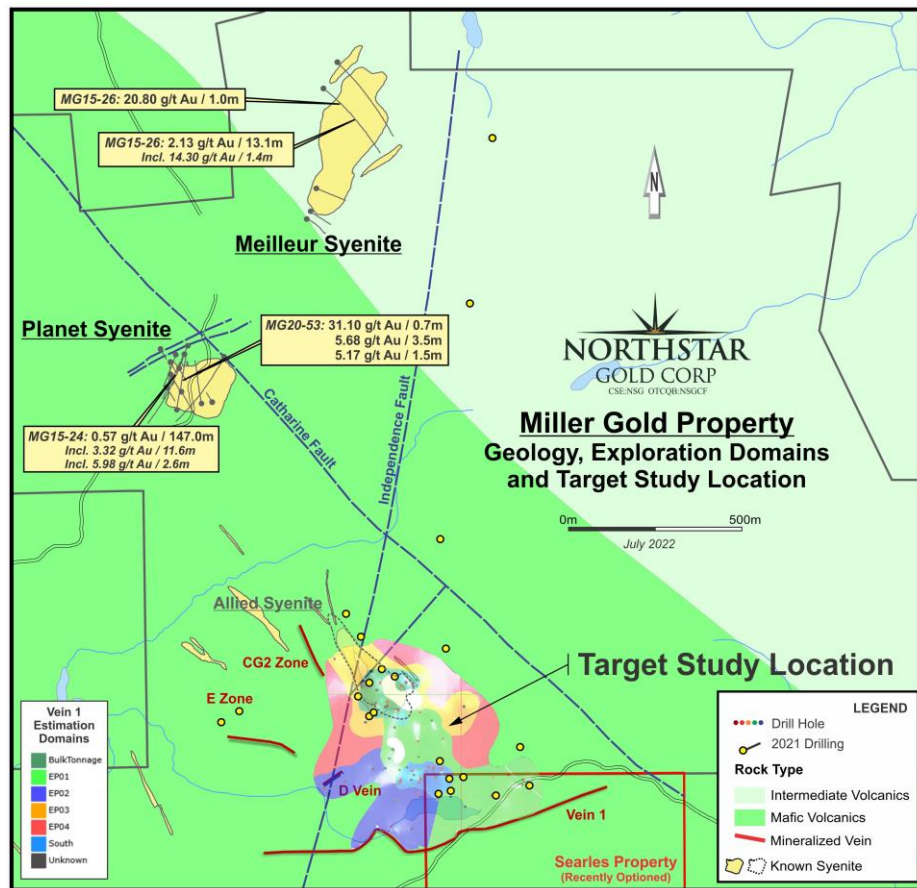 MG15-26: 20.80 g/t Au / 1.0m
MG15-26: 2.13 g/t Au / 13.1m
Incl. 14.30 g/t Au / 1.4m
N
Meilleur Syenite
Planet Syenite
MG20-53: 31.10 g/t Au / 0.7m
5.68 g/t Au / 3.5m
5.17 g/t Au / 1.5m
MG15-24: 0.57 g/t Au / 147.0m
Incl. 3.32 g/t Au / 11.6m
Incl. 5.98 g/t Au / 2.6m
Catharine Fault
Independence Fault
NORTHSTAR
GOLD CORP
CSE:NSG OTCQB:NSGCF
Miller Gold Property
Geology, Exploration Domains
and Target Study Location
0m 500m
July 2022
Allied Syenite
CG2 Zone
E Zone
Target Study Location
D Vein
Vein 1
Searles Property
(Recently Optioned)
Vein 1
Estimation
Domains
BulkTonnage
EP01
EP02
EP03
EP04
South
Unknown
LEGEND
Drill Hole
2021 Drilling
Rock Type
Intermediate Volcanics
Mafic Volcanics
Mineralized Vein
Known Syenite